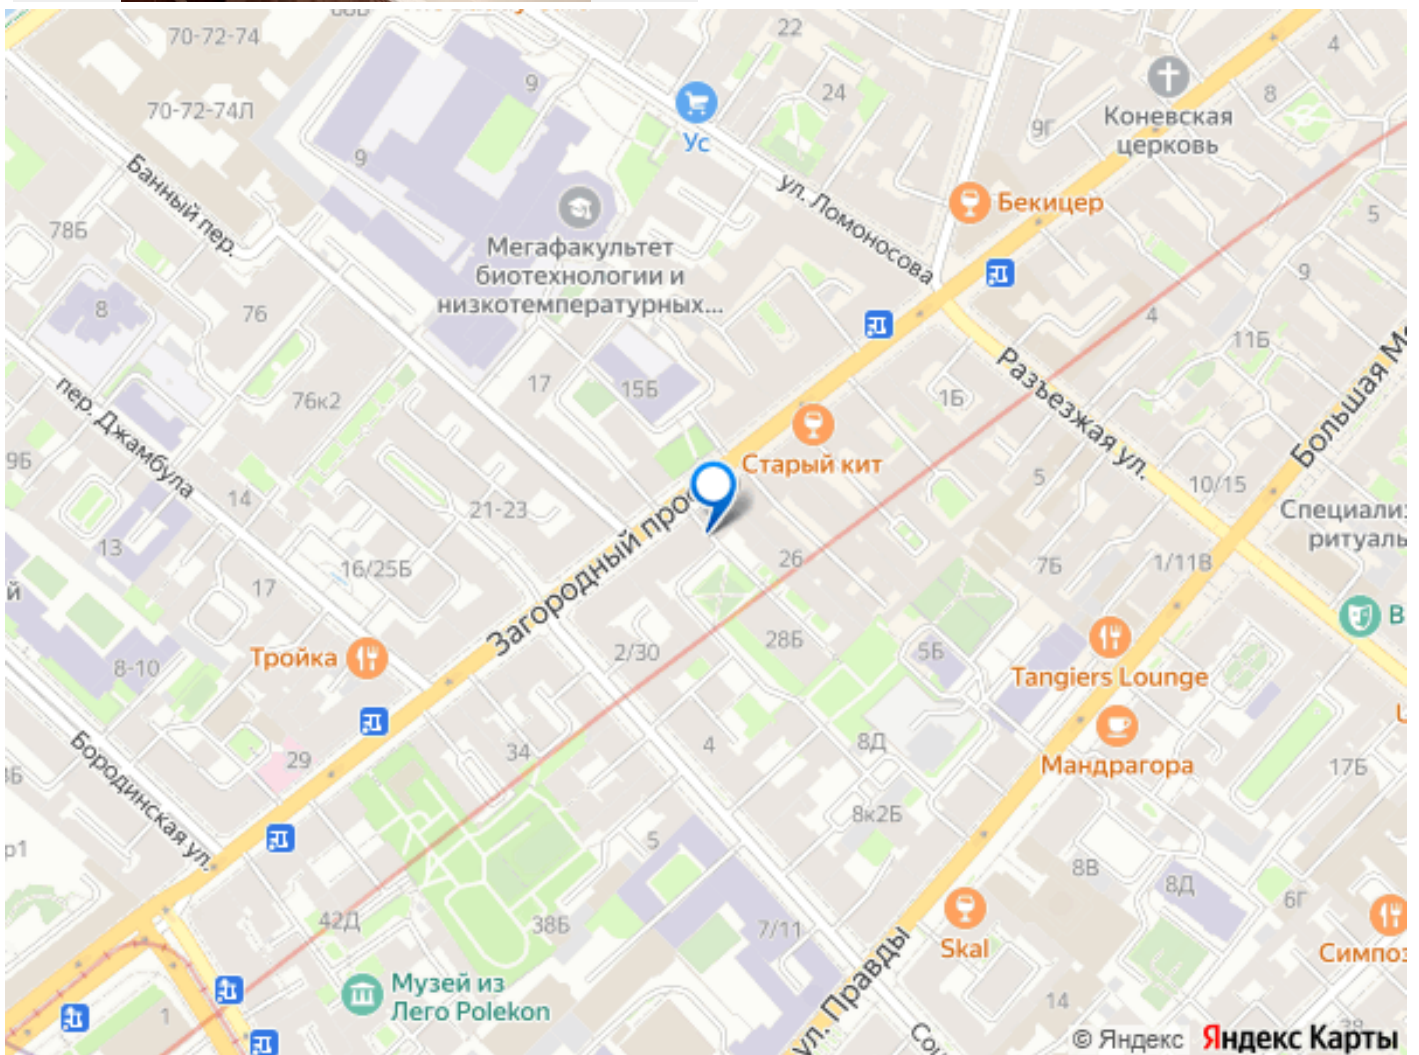 70-72-74
22
4
9
70-72-74Л
24
8
9Г
Коневская
церковь
Ус
9
Банный пер.
ул. Ломоносова
Бекицер
5
78Б
Мегафакультет
биотехнологии и
низкотемпературных...
9
8
76
4
11Б
17
15Б
Разъезжая ул.
Большая М
76к2
1Б
пер. Джамбула
Старый кит
9Б
14
21-23
5
10/15
Специализ
ритуаль
13
Загородный прос
16/25Б
26
7Б
1/11В
й
17
В
Тройка
2/30
28Б
5Б
8-10
Tangiers Lounge
29
34
4
8Д
Мандрагора
17Б
Бородинская ул.
8к2Б
5
8В
8Д
6Г
р1
42Д
38Б
7/11
Skal
Симпоз
Музей из
Лего Polekon
ул. Правды
14
1
Соц
© Яндекс Яндекс Карты